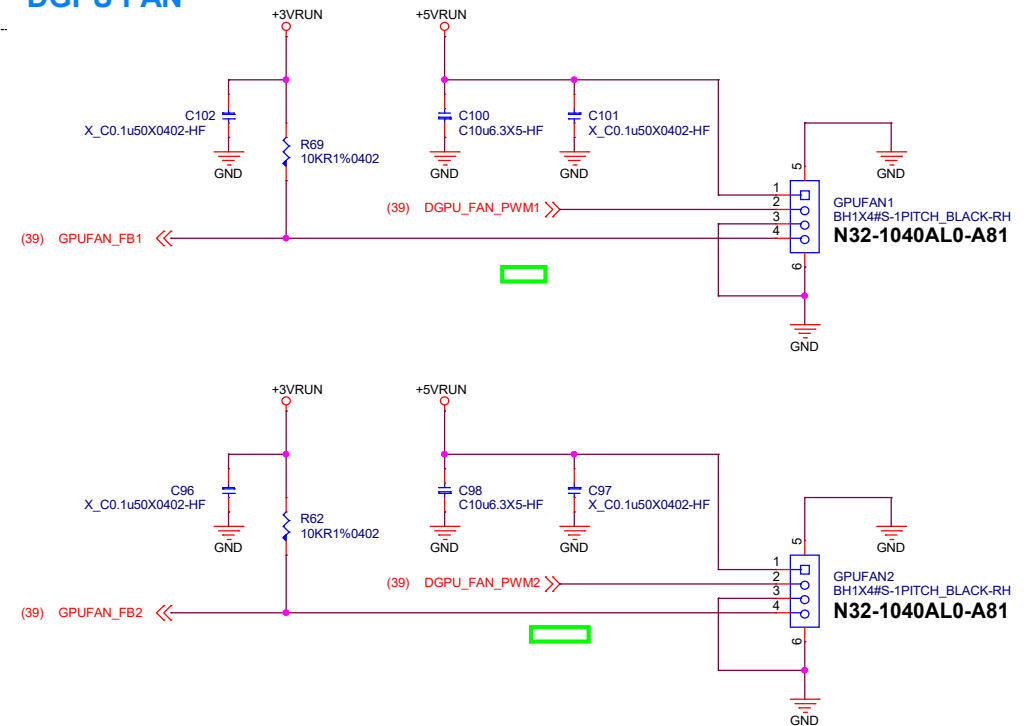 DGPU FAN
+3VRUN
+5VRUN
C102
X_C0.1u50X0402-HF
GND
R69
10KR1%0402
C100
C10u6.3X5-HF
GND
C101
X_C0.1u50X0402-HF
GND
GND
(39) DGPU_FAN_PWM1
(39) GPUFAN_FB1
1
2
3
4
5
6
GPUFAN1
BH1X4#S-1PITCH_BLACK-RH
N32-1040AL0-A81
GND
+3VRUN
+5VRUN
C96
X_C0.1u50X0402-HF
GND
R62
10KR1%0402
C98
C10u6.3X5-HF
GND
C97
X_C0.1u50X0402-HF
GND
GND
(39) DGPU_FAN_PWM2
(39) GPUFAN_FB2
1
2
3
4
5
6
GPUFAN2
BH1X4#S-1PITCH_BLACK-RH
N32-1040AL0-A81
GND